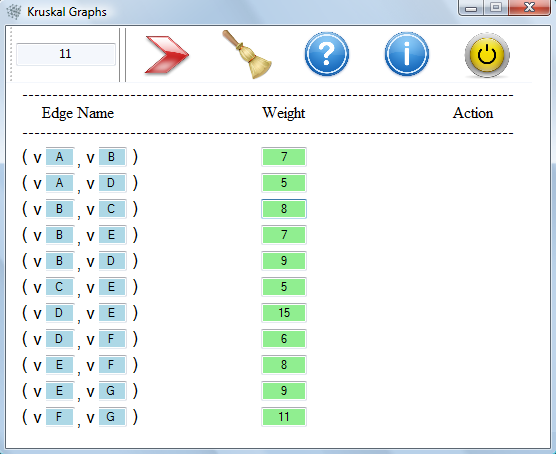 Kruskal Graphs
11
Edge Name Weight Action
( v A , v B ) 7
( v A , v D ) 5
( v B , v C ) 8
( v B , v E ) 7
( v B , v D ) 9
( v C , v E ) 5
( v D , v E ) 15
( v D , v F ) 6
( v E , v F ) 8
( v E , v G ) 9
( v F , v G ) 11